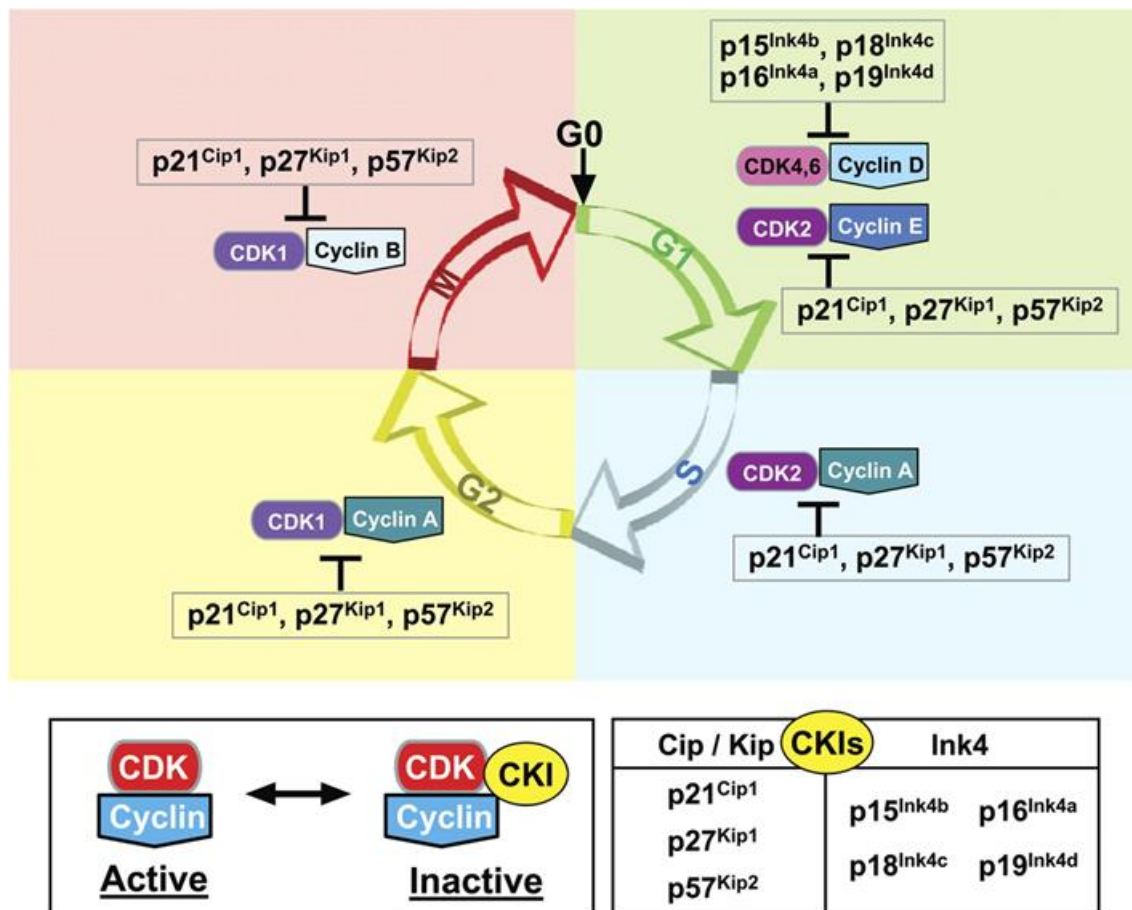 p15Ink4b, p18Ink4c
p16Ink4a, p19Ink4d
G0
CDK4,6 Cyclin D
p21Cip1, p27Kip1, p57Kip2
CDK2 Cyclin E
CDK1 Cyclin B
M
G1
p21Cip1, p27Kip1, p57Kip2
G2
S
CDK2 Cyclin A
CDK1 Cyclin A
p21Cip1, p27Kip1, p57Kip2
p21Cip1, p27Kip1, p57Kip2
CDK
Cyclin
Active
CDK CKI
Cyclin
Inactive
Cip / Kip CKIs Ink4
p21Cip1
p27Kip1
p57Kip2
p15Ink4b p16Ink4a
p18Ink4c p19Ink4d